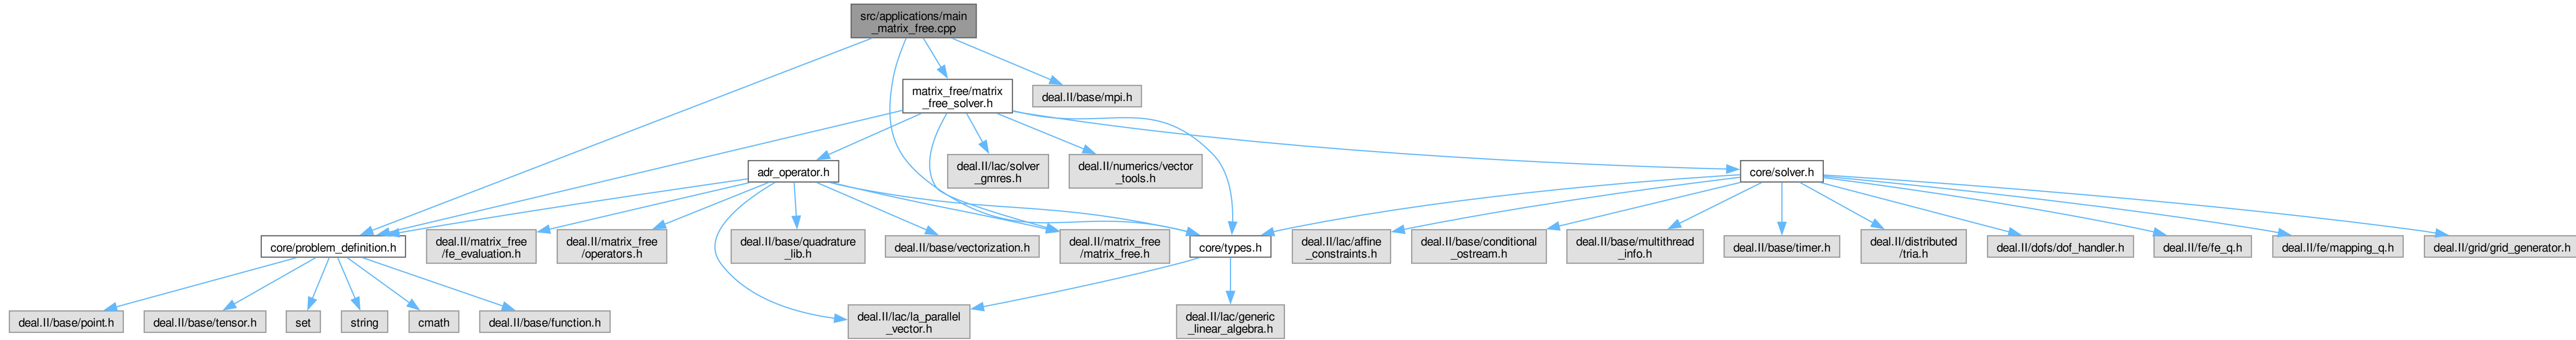 src/applications/main
_matrix_free.cpp
matrix_free/matrix
_free_solver.h
deal.II/base/mpi.h
adr_operator.h
deal.II/lac/solver
_gmres.h
deal.II/numerics/vector
_tools.h
core/solver.h
core/problem_definition.h
deal.II/matrix_free
/fe_evaluation.h
deal.II/matrix_free
/operators.h
deal.II/base/quadrature
_lib.h
deal.II/base/vectorization.h
deal.II/matrix_free
/matrix_free.h
core/types.h
deal.II/lac/affine
_constraints.h
deal.II/base/conditional
_ostream.h
deal.II/base/multithread
_info.h
deal.II/base/timer.h
deal.II/distributed
/tria.h
deal.II/dofs/dof_handler.h
deal.II/fe/fe_q.h
deal.II/fe/mapping_q.h
deal.II/grid/grid_generator.h
deal.II/base/point.h
deal.II/base/tensor.h
set
string
cmath
deal.II/base/function.h
deal.II/lac/la_parallel
_vector.h
deal.II/lac/generic
_linear_algebra.h